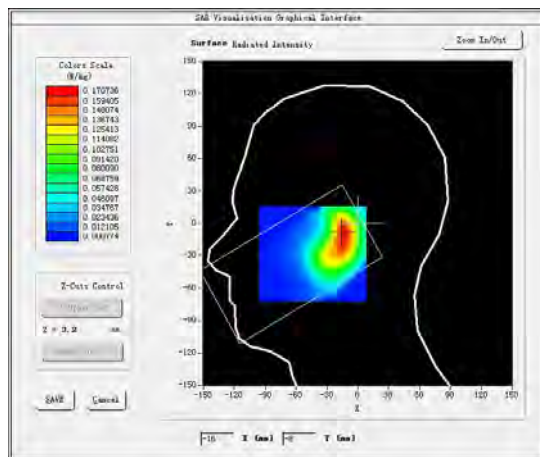 SAR Visualisation Graphical Interface
Surface Radiated Intensity
Zoom In/Out
Colors Scale
(W/kg)
0.170736
0.159405
0.148074
0.136743
0.125413
0.114082
0.102751
0.091420
0.080090
0.068759
0.057428
0.046097
0.034767
0.023436
0.012105
0.000774
Z-Cuts Control
Z = 3.2 mm
SAVE
Cancel
150
120
90
60
30
0
-30
-60
-90
-120
-150
Y
-150 -120 -90 -60 -30 0 30 60 90 120 150
X
-15 X (mm) -8 Y (mm)